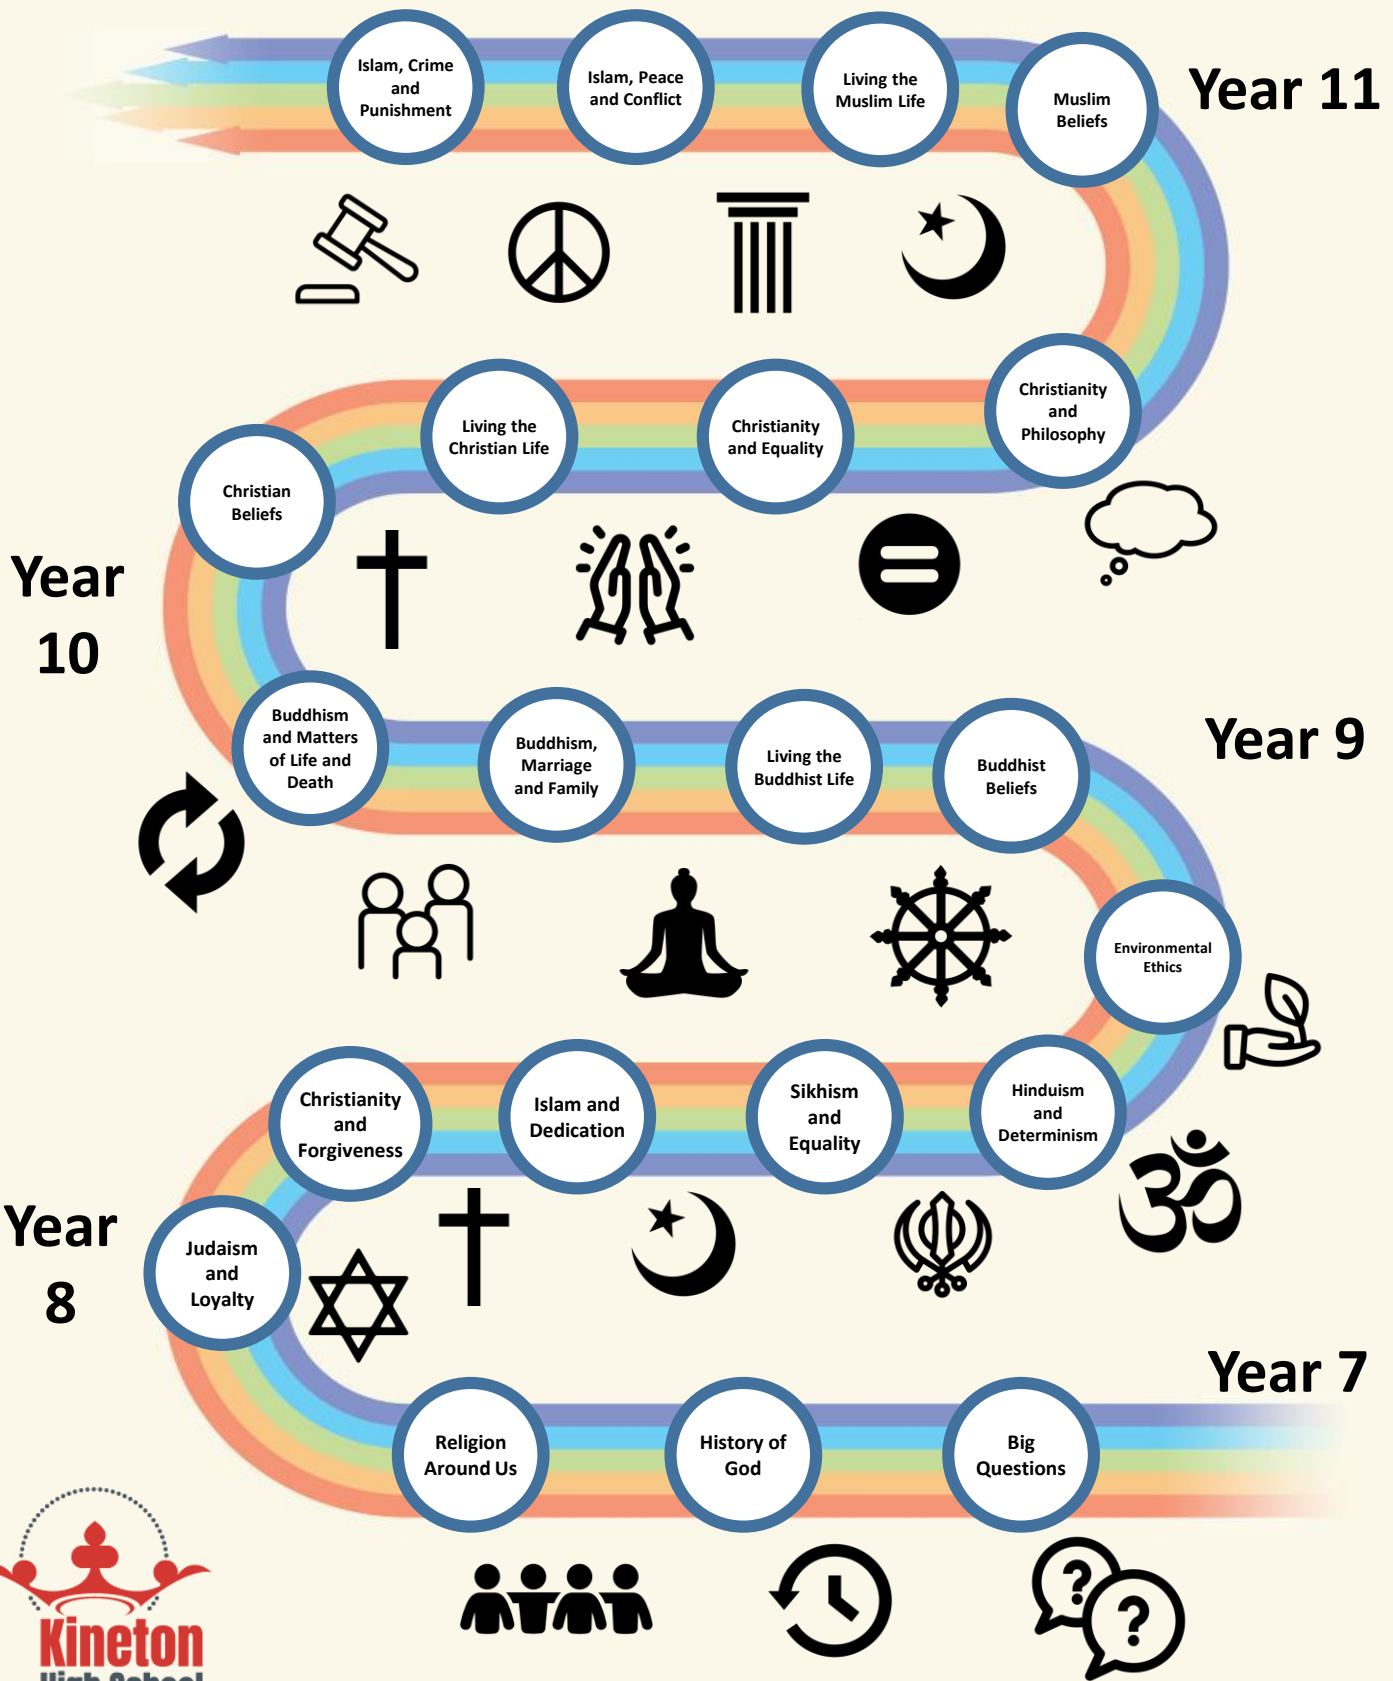 Islam, Crime
and
Punishment
Islam, Peace
and Conflict
Living the
Muslim Life
Muslim
Beliefs
Year 11
Living the
Christian Life
Christianity
and Equality
Christianity
and
Philosophy
Christian
Beliefs
Year
10
Buddhism
and Matters
of Life and
Death
Buddhism,
Marriage
and Family
Living the
Buddhist Life
Buddhist
Beliefs
Year 9
Environmental
Ethics
Christianity
and
Forgiveness
Islam and
Dedication
Sikhism
and
Equality
Hinduism
and
Determinism
ॐ
Year
8
Judaism
and
Loyalty
Year 7
Religion
Around Us
History of
God
Big
Questions
?
?
Kineton
High School